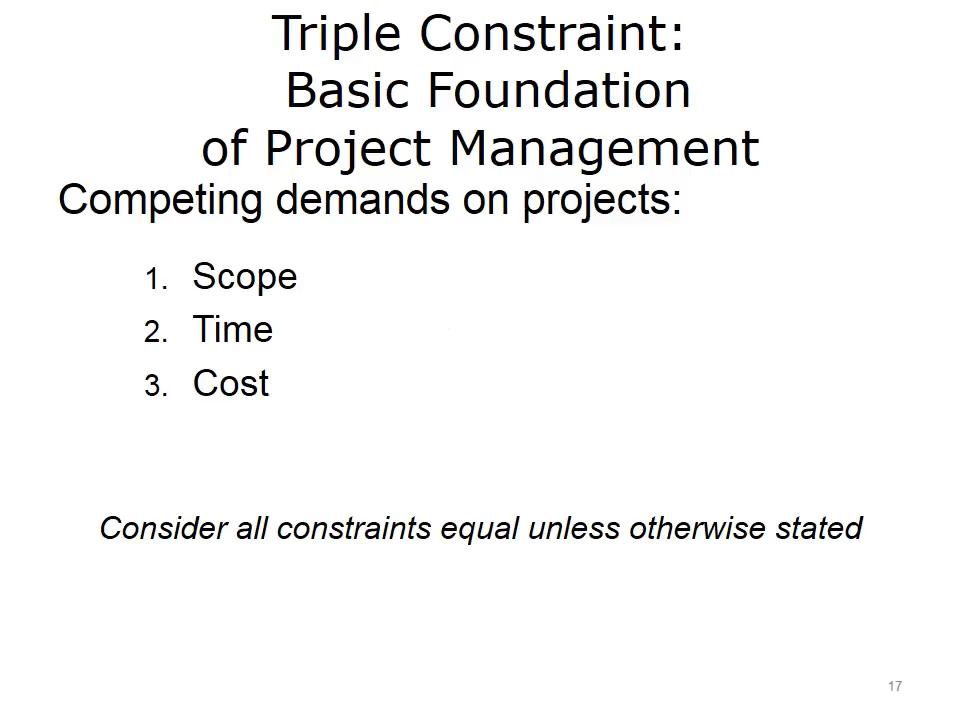 Triple Constraint:
Basic Foundation
of Project Management
Competing demands on projects:
1. Scope
2. Time
3. Cost
Consider all constraints equal unless otherwise stated
17